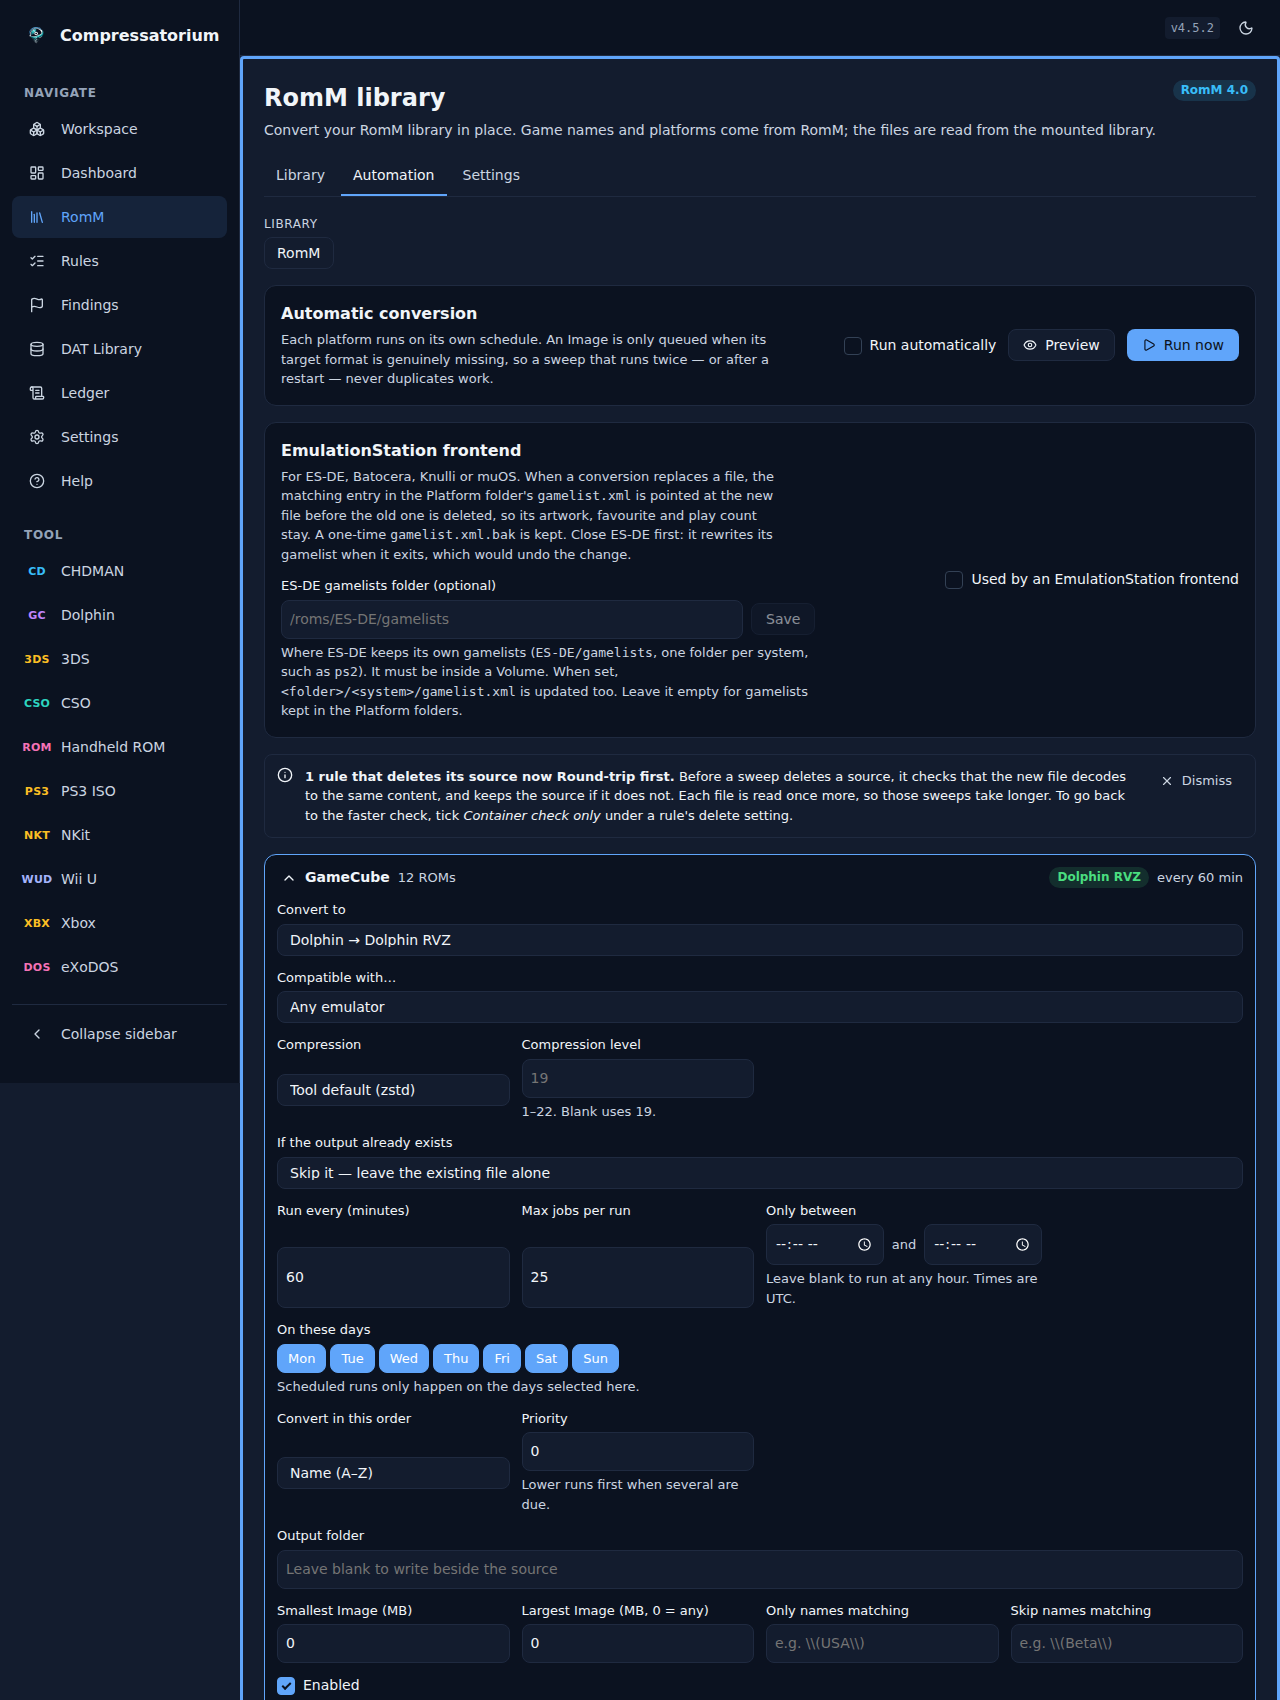 Compressatorium
v4.5.2
NAVIGATE
Workspace
Dashboard
RomM
Rules
Findings
DAT Library
Ledger
Settings
Help
TOOL
CD CHDMAN
GC Dolphin
3DS 3DS
CSO CSO
ROM Handheld ROM
PS3 PS3 ISO
NKT NKit
WUD Wii U
XBX Xbox
DOS eXoDOS
Collapse sidebar
RomM library
RomM 4.0
Convert your RomM library in place. Game names and platforms come from RomM; the files are read from the mounted library.
Library Automation Settings
LIBRARY
RomM
Automatic conversion
Each platform runs on its own schedule. An Image is only queued when its
target format is genuinely missing, so a sweep that runs twice — or after a
restart — never duplicates work.
Run automatically Preview Run now
EmulationStation frontend
For ES-DE, Batocera, Knulli or muOS. When a conversion replaces a file, the
matching entry in the Platform folder's gamelist.xml is pointed at the new
file before the old one is deleted, so its artwork, favourite and play count
stay. A one-time gamelist.xml.bak is kept. Close ES-DE first: it rewrites its
gamelist when it exits, which would undo the change.
ES-DE gamelists folder (optional)
/roms/ES-DE/gamelists Save
Where ES-DE keeps its own gamelists (ES-DE/gamelists, one folder per system,
such as ps2). It must be inside a Volume. When set,
<folder>/<system>/gamelist.xml is updated too. Leave it empty for gamelists
kept in the Platform folders.
Used by an EmulationStation frontend
1 rule that deletes its source now Round-trip first. Before a sweep deletes a source, it checks that the new file decodes
to the same content, and keeps the source if it does not. Each file is read once more, so those sweeps take longer. To go back
to the faster check, tick Container check only under a rule's delete setting.
Dismiss
GameCube 12 ROMs Dolphin RVZ every 60 min
Convert to
Dolphin → Dolphin RVZ
Compatible with…
Any emulator
Compression Compression level
Tool default (zstd) 19
1–22. Blank uses 19.
If the output already exists
Skip it — leave the existing file alone
Run every (minutes) Max jobs per run Only between
60 25 --:-- -- and --:-- --
Leave blank to run at any hour. Times are
UTC.
On these days
Mon Tue Wed Thu Fri Sat Sun
Scheduled runs only happen on the days selected here.
Convert in this order Priority
Name (A–Z) 0
Lower runs first when several are
due.
Output folder
Leave blank to write beside the source
Smallest Image (MB) Largest Image (MB, 0 = any) Only names matching Skip names matching
0 0 e.g. \\(USA\\) e.g. \\(Beta\\)
Enabled